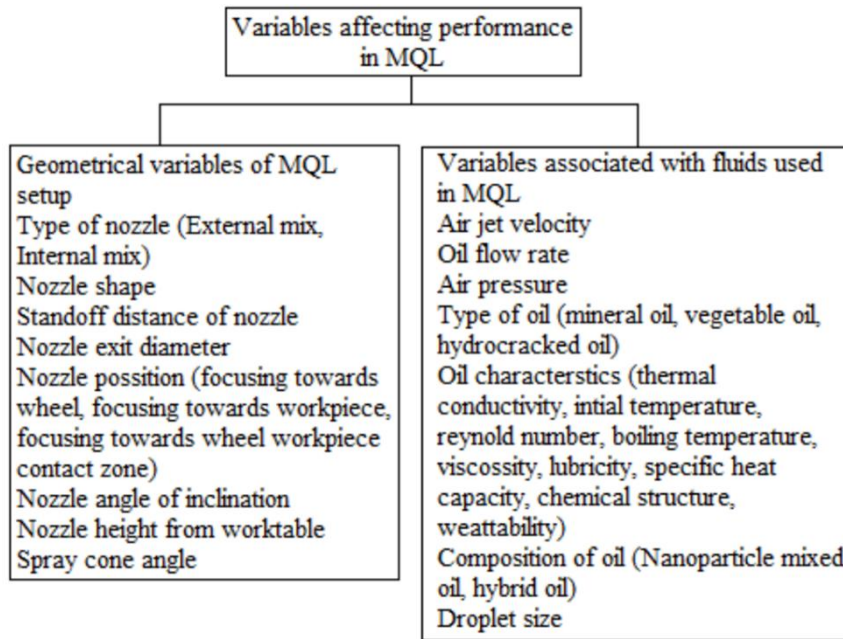 Variables affecting performance
in MQL
Geometrical variables of MQL
setup
Type of nozzle (External mix,
Internal mix)
Nozzle shape
Standoff distance of nozzle
Nozzle exit diameter
Nozzle possition (focusing towards
wheel, focusing towards workpiece,
focusing towards wheel workpiece
contact zone)
Nozzle angle of inclination
Nozzle height from worktable
Spray cone angle
Variables associated with fluids used
in MQL
Air jet velocity
Oil flow rate
Air pressure
Type of oil (mineral oil, vegetable oil,
hydrocracked oil)
Oil characterstics (thermal
conductivity, intial temperature,
reynold number, boiling temperature,
viscossity, lubricity, specific heat
capacity, chemical structure,
weattability)
Composition of oil (Nanoparticle mixed
oil, hybrid oil)
Droplet size